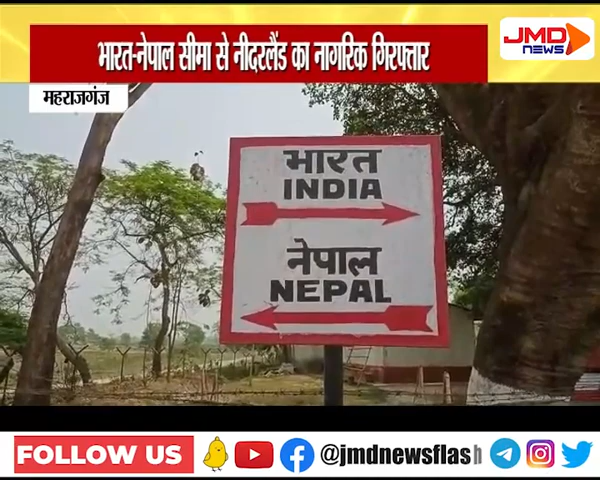 भारत-नेपाल सीमा से नीदरलैंड का नागरिक गिरफ्तार
JMD
NEWS
महराजगंज
भारत
INDIA
नेपाल
NEPAL
FOLLOW US
@jmdnewsflash